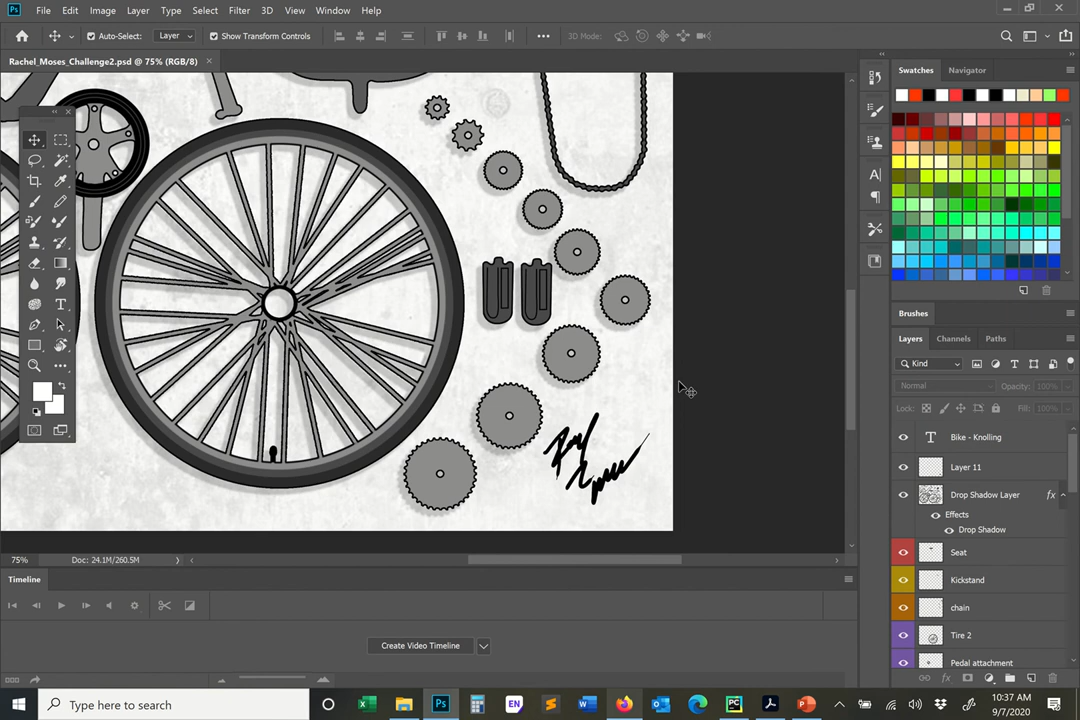 Ps File Edit Image Layer Type Select Filter 3D View Window Help
Auto-Select: Layer Show Transform Controls 3D Mode:
Rachel_Moses_Challenge2.psd @ 75% (RGB/8) ×
Swatches Navigator
Brushes
Layers Channels Paths
Kind
Normal Opacity: 100%
Lock: Fill: 100%
T Bike - Knolling
Layer 11
Drop Shadow Layer fx
Effects
Drop Shadow
Seat
Kickstand
chain
Tire 2
Pedal attachment
75% Doc: 24.1M/260.5M
Timeline
Create Video Timeline
Type here to search
10:37 AM
9/7/2020